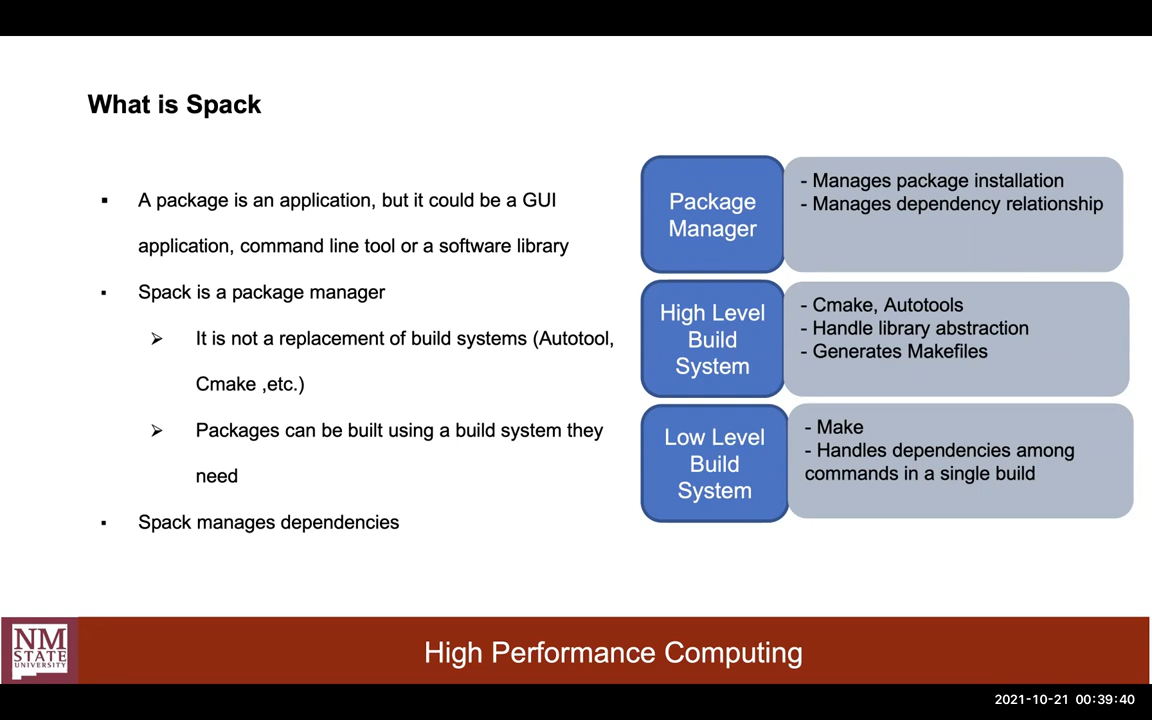 What is Spack
▪ A package is an application, but it could be a GUI
application, command line tool or a software library
▪ Spack is a package manager
➢ It is not a replacement of build systems (Autotool,
Cmake ,etc.)
➢ Packages can be built using a build system they
need
▪ Spack manages dependencies
Package
Manager
- Manages package installation
- Manages dependency relationship
High Level
Build
System
- Cmake, Autotools
- Handle library abstraction
- Generates Makefiles
Low Level
Build
System
- Make
- Handles dependencies among
commands in a single build
NM
STATE
UNIVERSITY
High Performance Computing
2021-10-21 00:39:40